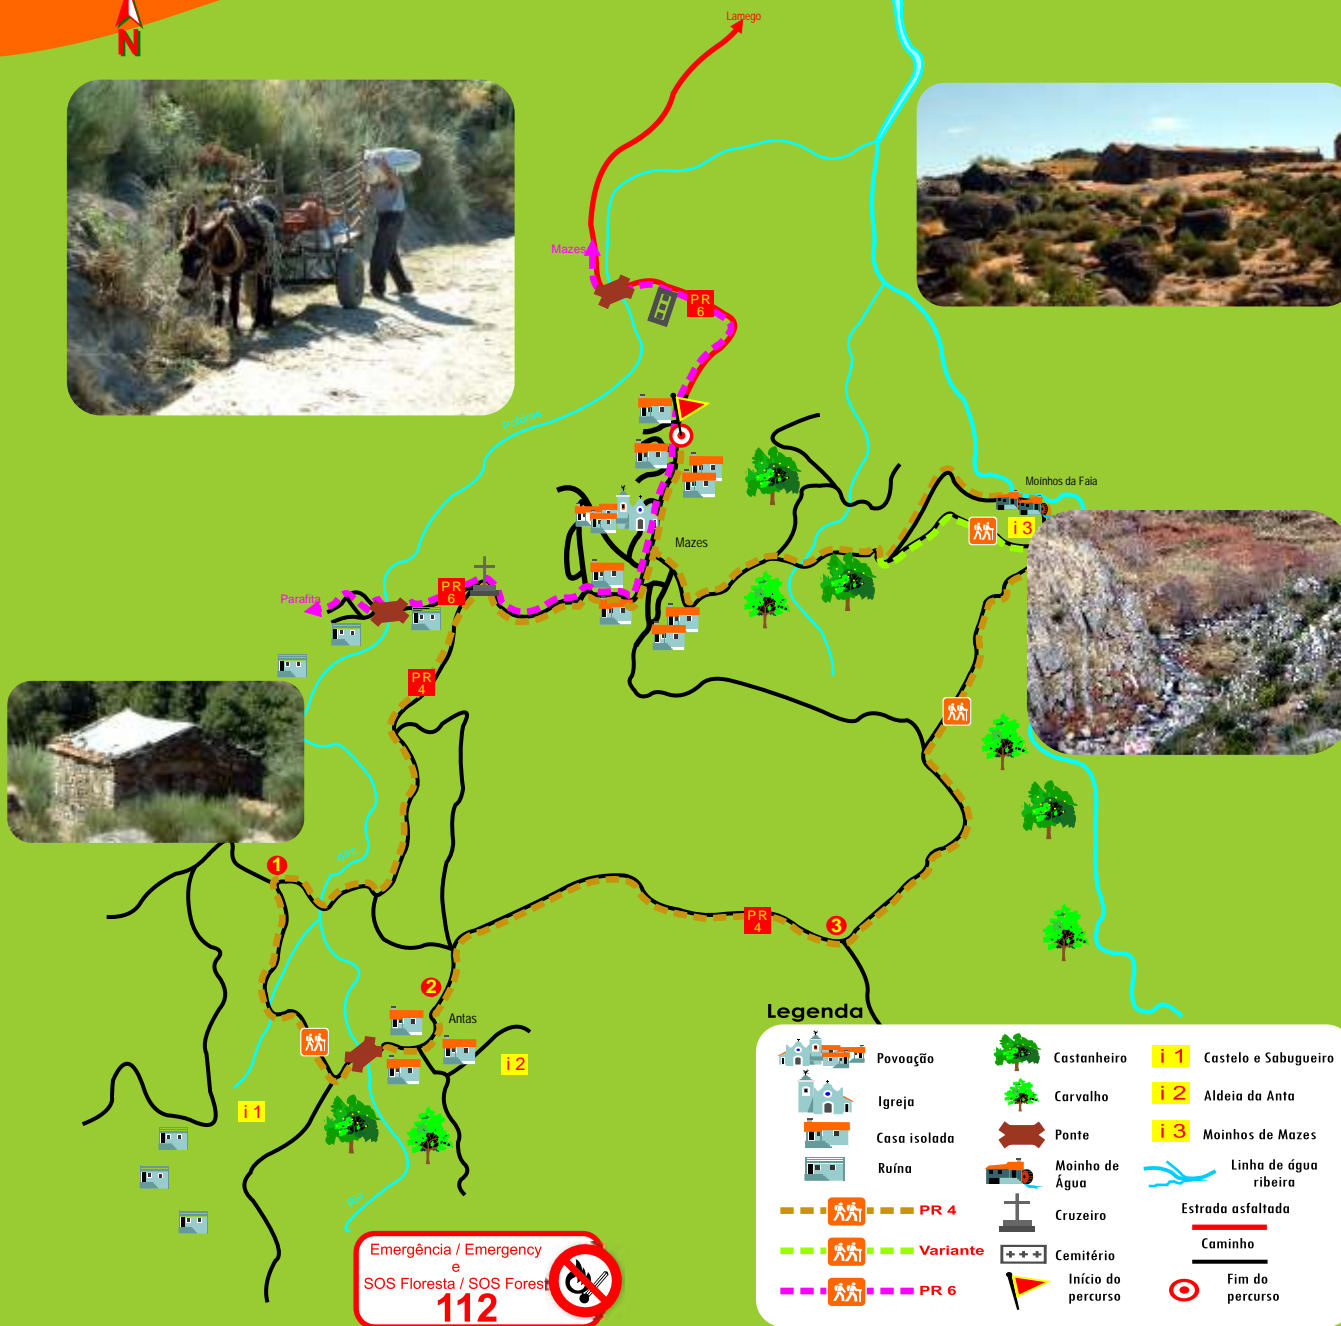 Lamego
N
Mazes
PR
6
Moinhos da Faia
i 3
Mazes
PR
6
Parafita
PR
4
1
PR
4
3
2
Antas
i 2
i 1
Legenda
Povoação
Igreja
Casa isolada
Ruína
PR 4
Variante
PR 6
Castanheiro
Carvalho
Ponte
Moinho de
Água
Cruzeiro
Cemitério
Início do
percurso
i 1 Castelo e Sabugueiro
i 2 Aldeia da Anta
i 3 Moinhos de Mazes
Linha de água
ribeira
Estrada asfaltada
Caminho
Fim do
percurso
Emergência / Emergency
e
SOS Floresta / SOS Forest
112